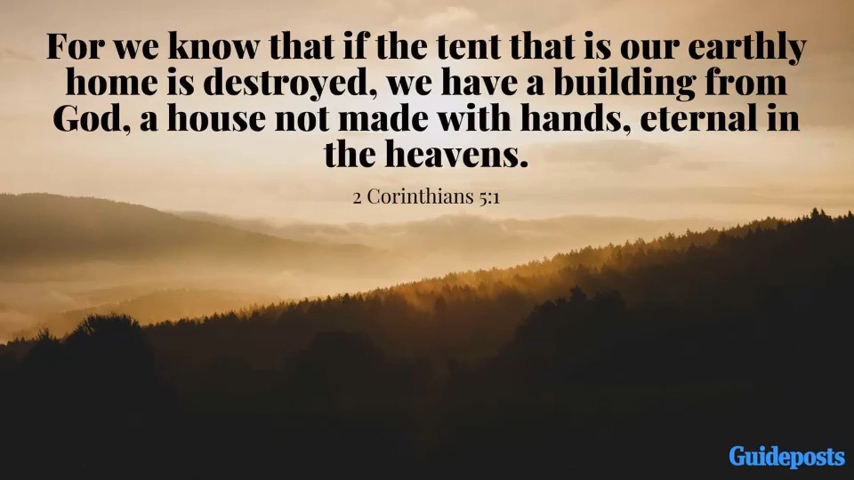 For we know that if the tent that is our earthly
home is destroyed, we have a building from
God, a house not made with hands, eternal in
the heavens.
2 Corinthians 5:1
Guideposts